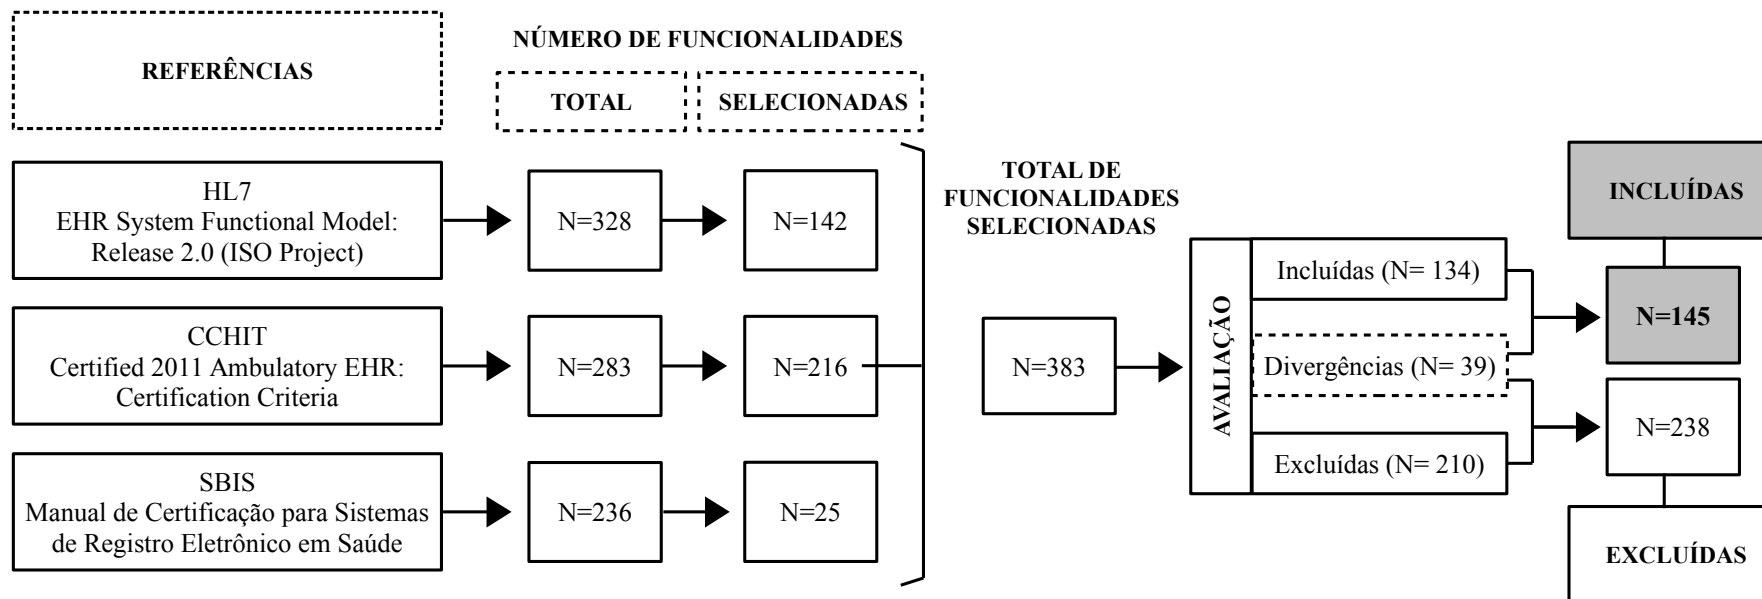 REFERÊNCIAS
NÚMERO DE FUNCIONALIDADES
TOTAL
SELECIONADAS
HL7
EHR System Functional Model:
Release 2.0 (ISO Project)
N=328
N=142
CCHIT
Certified 2011 Ambulatory EHR:
Certification Criteria
N=283
N=216
SBIS
Manual de Certificação para Sistemas
de Registro Eletrônico em Saúde
N=236
N=25
TOTAL DE
FUNCIONALIDADES
SELECIONADAS
N=383
AVALIAÇÃO
Incluídas (N= 134)
Divergências (N= 39)
Excluídas (N= 210)
INCLUÍDAS
N=145
N=238
EXCLUÍDAS